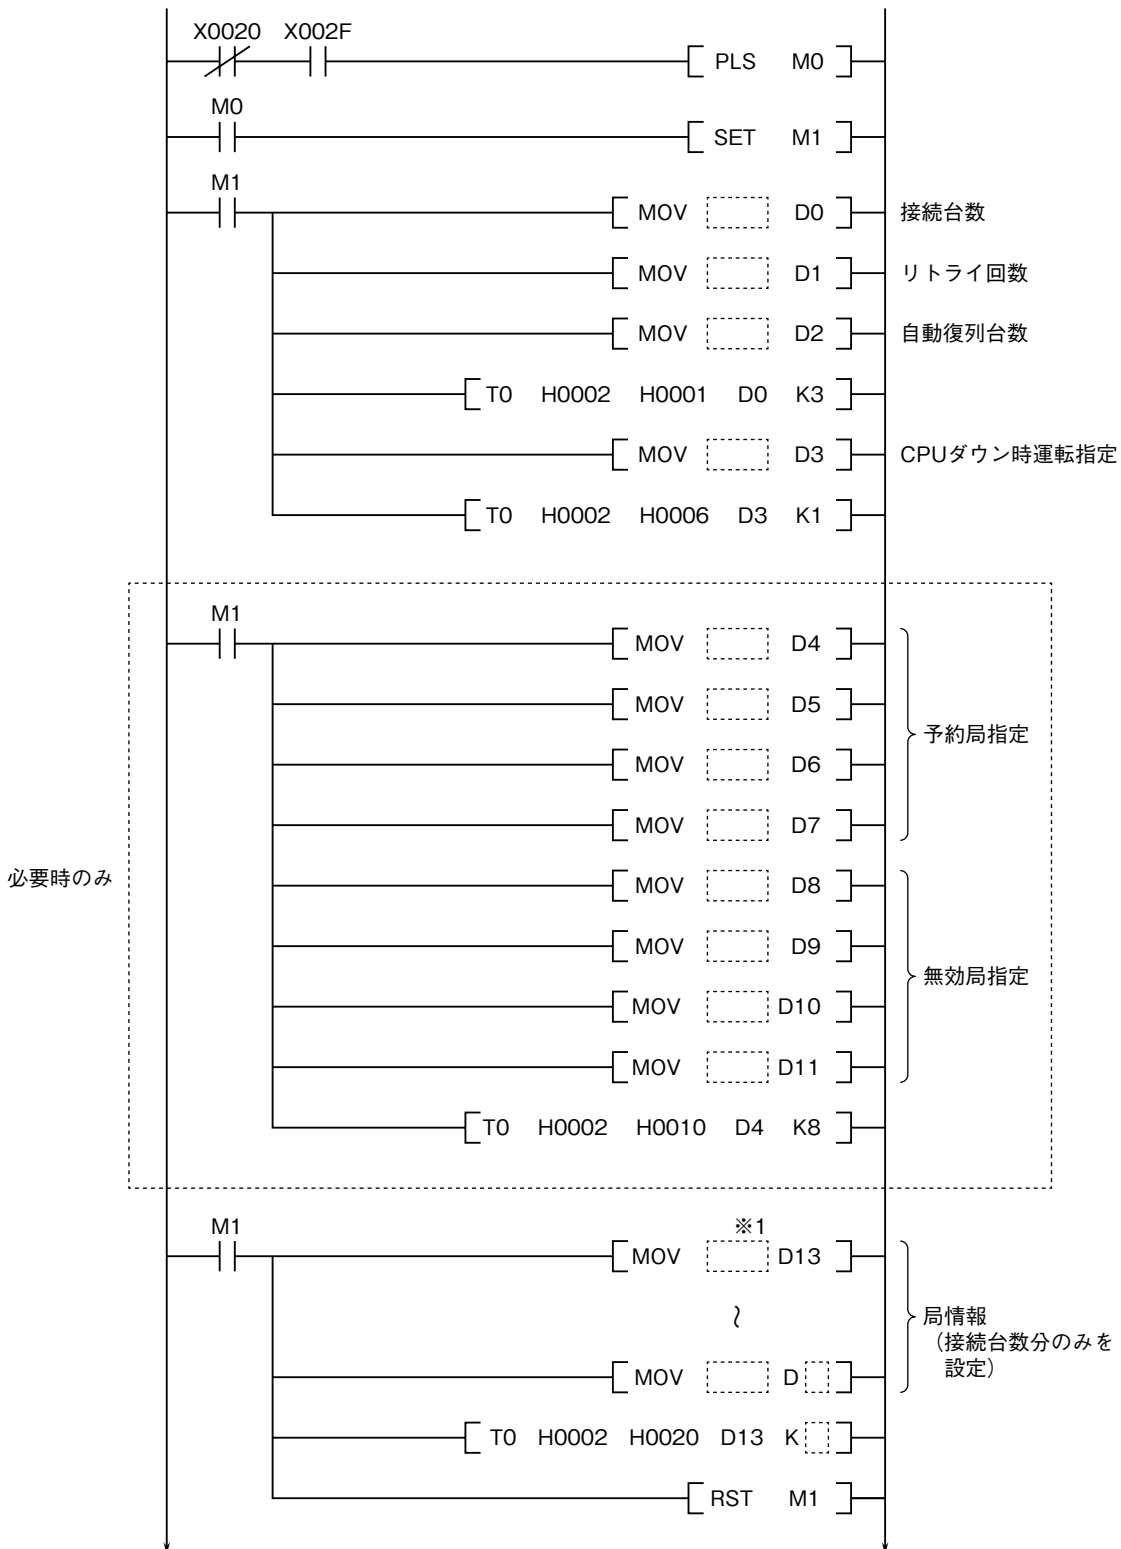 X0020 X002F
PLS M0
M0
SET M1
M1
MOV D0 接続台数
MOV D1 リトライ回数
MOV D2 自動復列台数
T0 H0002 H0001 D0 K3
MOV D3 CPUダウン時運転指定
T0 H0002 H0006 D3 K1
M1
MOV D4
MOV D5
予約局指定
MOV D6
MOV D7
必要時のみ
MOV D8
MOV D9
無効局指定
MOV D10
MOV D11
T0 H0002 H0010 D4 K8
M1
※1
MOV D13
〜
局情報
（接続台数分のみを
設定）
MOV D
T0 H0002 H0020 D13 K
RST M1